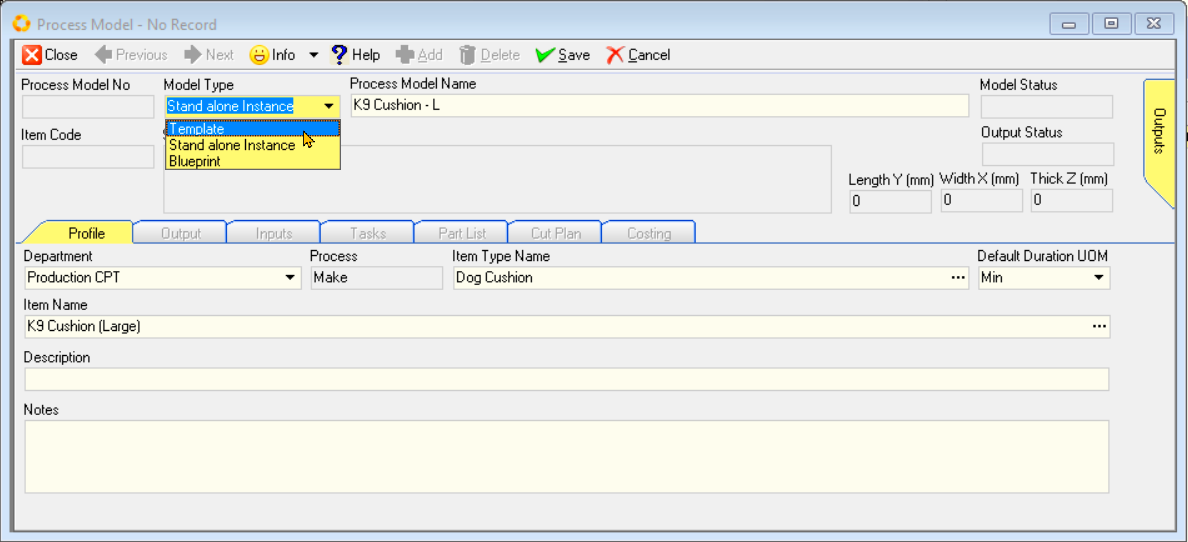 Process Model - No Record
Close Previous Next Info Help Add Delete Save Cancel
Process Model No Model Type Process Model Name Model Status
Stand alone Instance K9 Cushion - L
Template
Stand alone Instance
Blueprint
Item Code Output Status
Length Y (mm) Width X (mm) Thick Z (mm)
0 0 0
Outputs
Profile Output Inputs Tasks Part List Cut Plan Costing
Department Process Item Type Name Default Duration UOM
Production CPT Make Dog Cushion ... Min
Item Name
K9 Cushion (Large) ...
Description
Notes